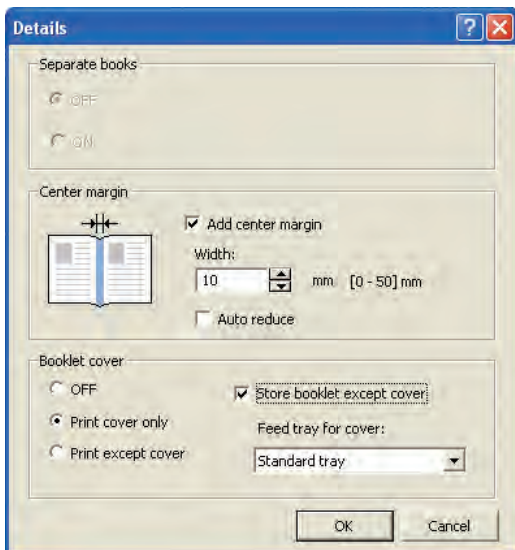 Details
Separate books
OFF
ON
Center margin
Add center margin
Width:
10 mm [0 - 50] mm
Auto reduce
Booklet cover
OFF
Store booklet except cover
Print cover only
Feed tray for cover:
Print except cover
Standard tray
OK Cancel